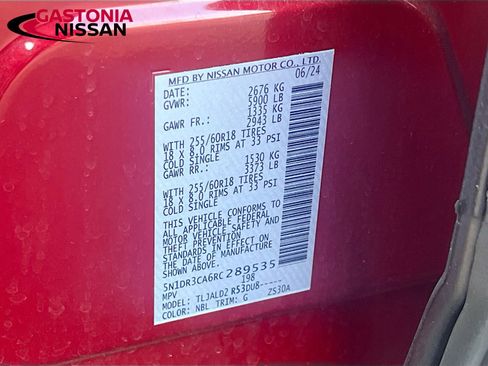 GASTONIA
NISSAN
MFD BY NISSAN MOTOR CO., LTD.
DATE: 06/24
GVWR: 2676 KG
5900 LB
GAWR FR.: 1335 KG
2943 LB
WITH 255/60R18 TIRES
18 X 8.0 RIMS AT 33 PSI
COLD SINGLE
GAWR RR.: 1530 KG
3373 LB
WITH 255/60R18 TIRES
18 X 8.0 RIMS AT 33 PSI
COLD SINGLE
THIS VEHICLE CONFORMS TO
ALL APPLICABLE FEDERAL
MOTOR VEHICLE SAFETY AND
THEFT PREVENTION
STANDARDS IN EFFECT ON
THE DATE OF MANUFACTURE
SHOWN ABOVE.
5N1DR3CA6RC289535
MPV 198
MODEL: TLJALD2 R53DU8-----
COLOR: NBL TRIM: G ZS30A